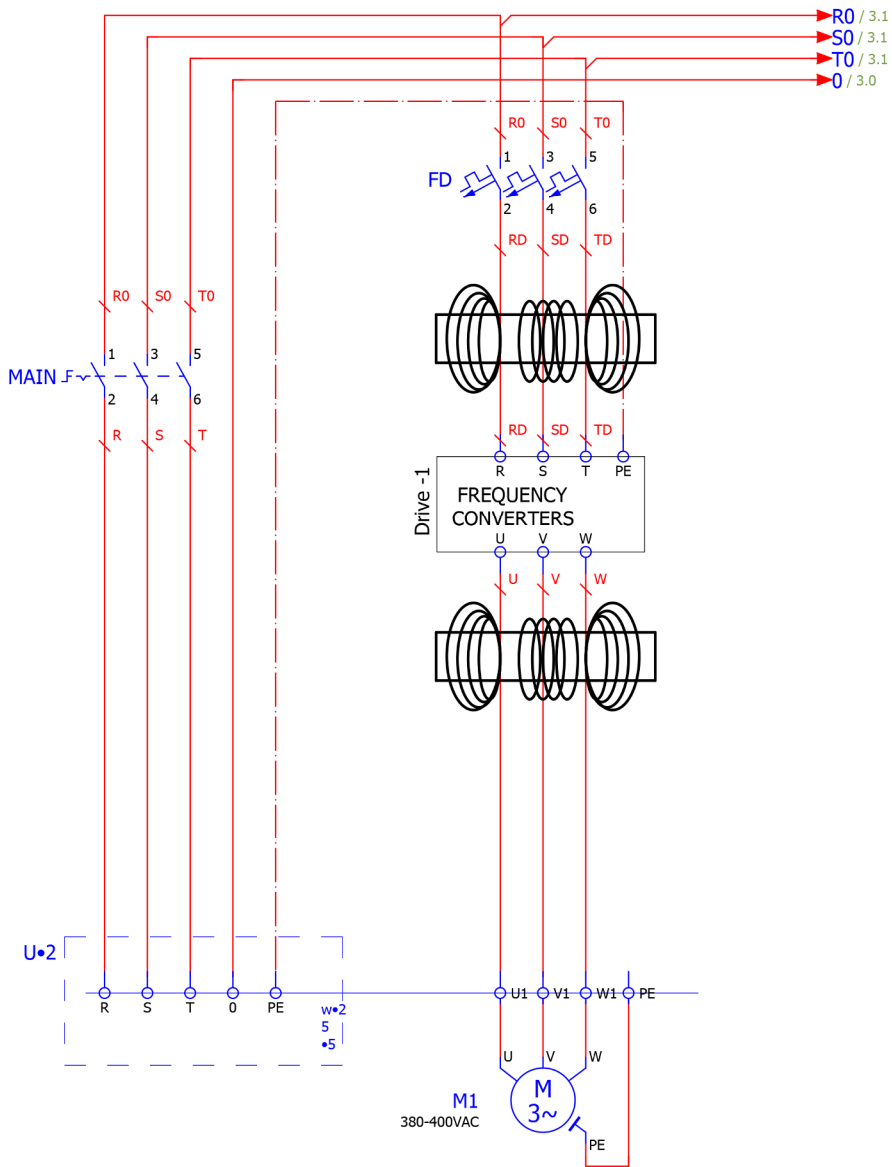 R0 / 3.1
S0 / 3.1
T0 / 3.1
0 / 3.0
R0 S0 T0
1 3 5
FD
2 4 6
RD SD TD
R0 S0 T0
1 3 5
MAIN
2 4 6
R S T
RD SD TD
R S T PE
Drive -1
FREQUENCY
CONVERTERS
U V W
U V W
U•2
R S T 0 PE
w•2
5
•5
U1 V1 W1 PE
U V W
M
3~
M1
380-400VAC
PE